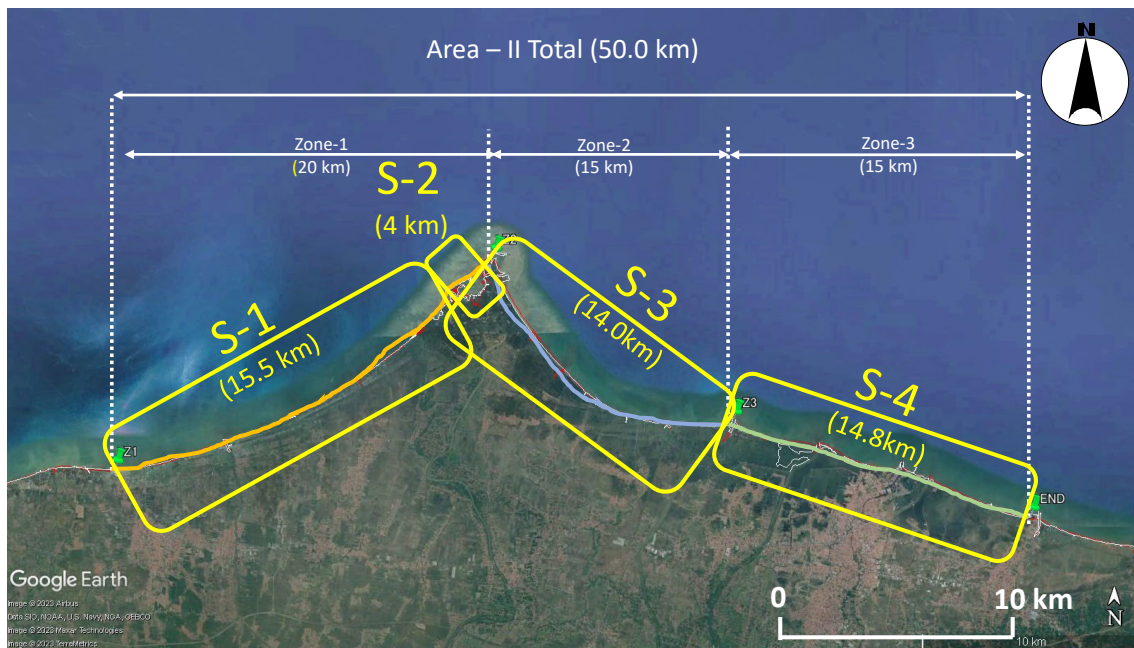 Area – II Total (50.0 km)
N
Zone-1
(20 km)
Zone-2
(15 km)
Zone-3
(15 km)
S-2
(4 km)
Z2
S-1
(15.5 km)
S-3
(14.0km)
S-4
(14.8km)
Z1
Z3
END
Google Earth
Image © 2023 Airbus
Data SIO, NOAA, U.S. Navy, NGA, GEBCO
Image © 2023 Maxar Technologies
Image © 2023 TerraMetrics
0
10 km
N
10 km